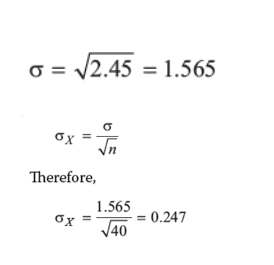 σ = √2.45 = 1.565
σX = σ/√n
Therefore,
σX = 1.565/√40 = 0.247